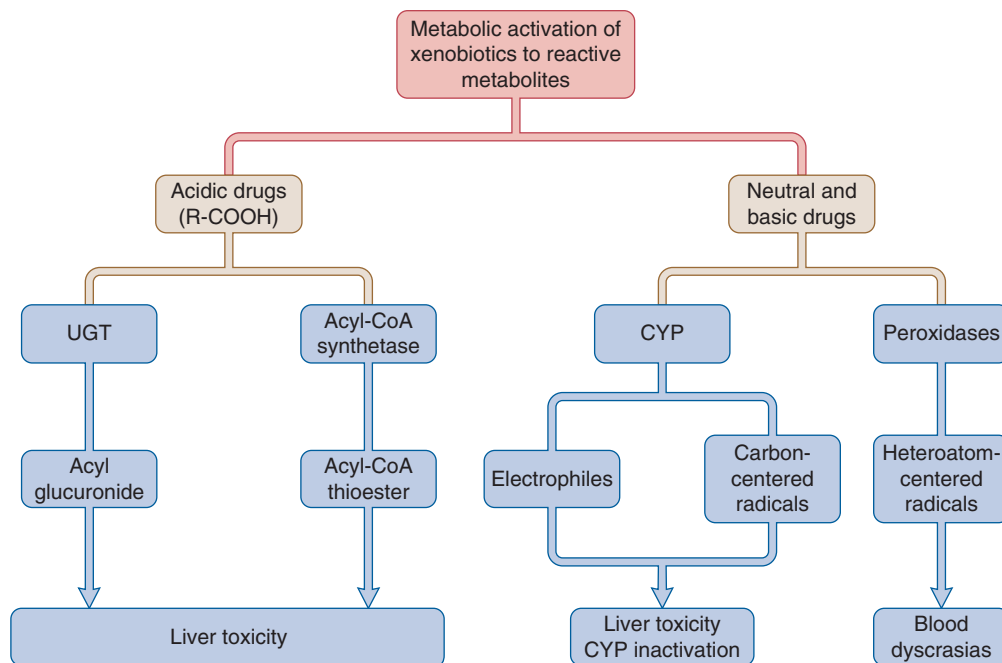 Metabolic activation of
xenobiotics to reactive
metabolites
Acidic drugs
(R-COOH)
Neutral and
basic drugs
UGT
Acyl-CoA
synthetase
CYP
Peroxidases
Acyl
glucuronide
Acyl-CoA
thioester
Electrophiles
Carbon-
centered
radicals
Heteroatom-
centered
radicals
Liver toxicity
Liver toxicity
CYP inactivation
Blood
dyscrasias